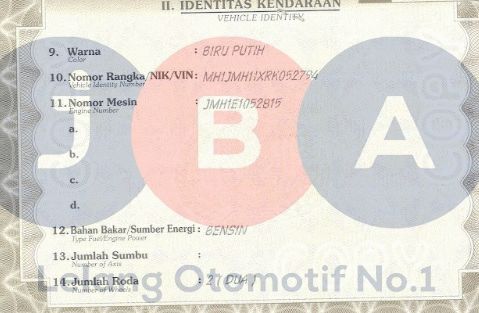 II. IDENTITAS KENDARAAN
VEHICLE IDENTITY
9. Warna : BIRU PUTIH
Color
10. Nomor Rangka/NIK/VIN: MH1JMH11XRK052794
Vehicle Identity Number
11. Nomor Mesin : JMH1E1052815
Engine Number
a.
b.
c.
d.
JBA
12. Bahan Bakar/Sumber Energi : BENSIN
Type Fuel/Engine Power
13. Jumlah Sumbu :
Number of Axis
Lelang Otomotif No.1
14. Jumlah Roda : 2 ( DUA )
Number of Wheels
COPY